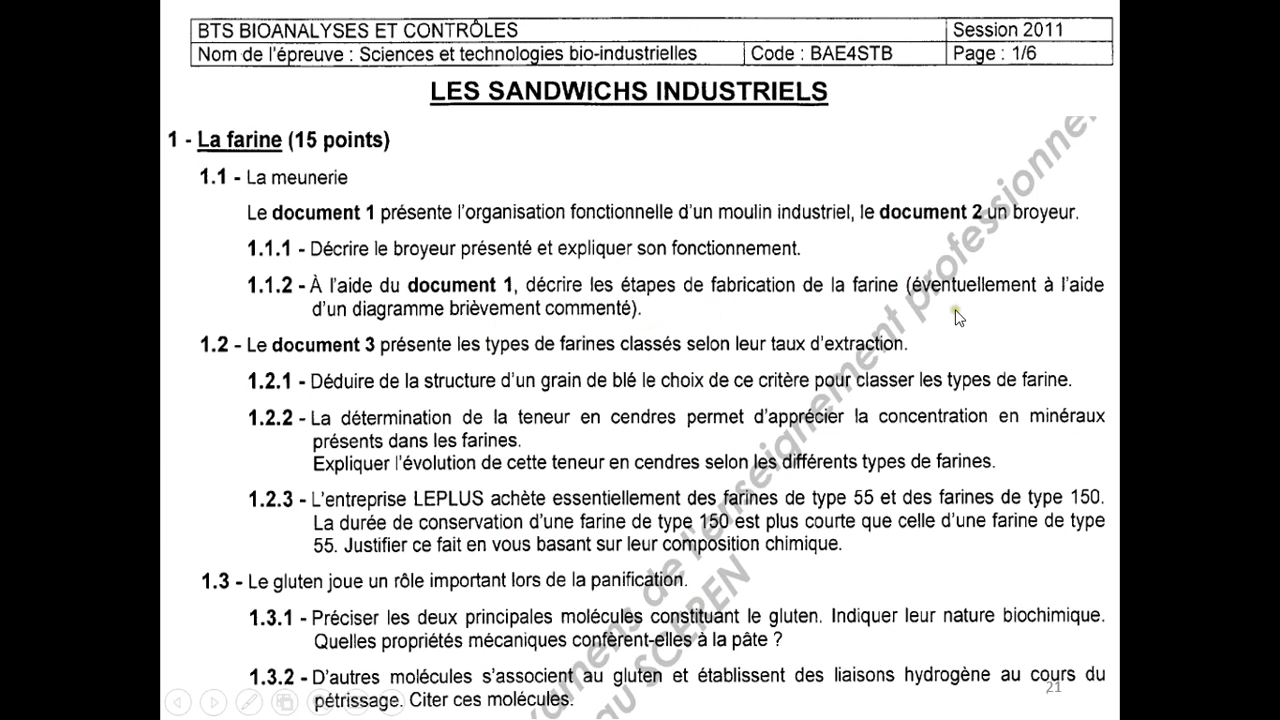 BTS BIOANALYSES ET CONTRÔLES Session 2011
Nom de l'épreuve : Sciences et technologies bio-industrielles Code : BAE4STB Page : 1/6
LES SANDWICHS INDUSTRIELS
1 - La farine (15 points)
1.1 - La meunerie
Le document 1 présente l'organisation fonctionnelle d'un moulin industriel, le document 2 un broyeur.
1.1.1 - Décrire le broyeur présenté et expliquer son fonctionnement.
1.1.2 - À l'aide du document 1, décrire les étapes de fabrication de la farine (éventuellement à l'aide
d'un diagramme brièvement commenté).
1.2 - Le document 3 présente les types de farines classés selon leur taux d'extraction.
1.2.1 - Déduire de la structure d'un grain de blé le choix de ce critère pour classer les types de farine.
1.2.2 - La détermination de la teneur en cendres permet d'apprécier la concentration en minéraux
présents dans les farines.
Expliquer l'évolution de cette teneur en cendres selon les différents types de farines.
1.2.3 - L'entreprise LEPLUS achète essentiellement des farines de type 55 et des farines de type 150.
La durée de conservation d'une farine de type 150 est plus courte que celle d'une farine de type
55. Justifier ce fait en vous basant sur leur composition chimique.
1.3 - Le gluten joue un rôle important lors de la panification.
1.3.1 - Préciser les deux principales molécules constituant le gluten. Indiquer leur nature biochimique.
Quelles propriétés mécaniques confèrent-elles à la pâte ?
1.3.2 - D'autres molécules s'associent au gluten et établissent des liaisons hydrogène au cours du
pétrissage. Citer ces molécules.
21
de l'enseignement professionnel
au SCEREN